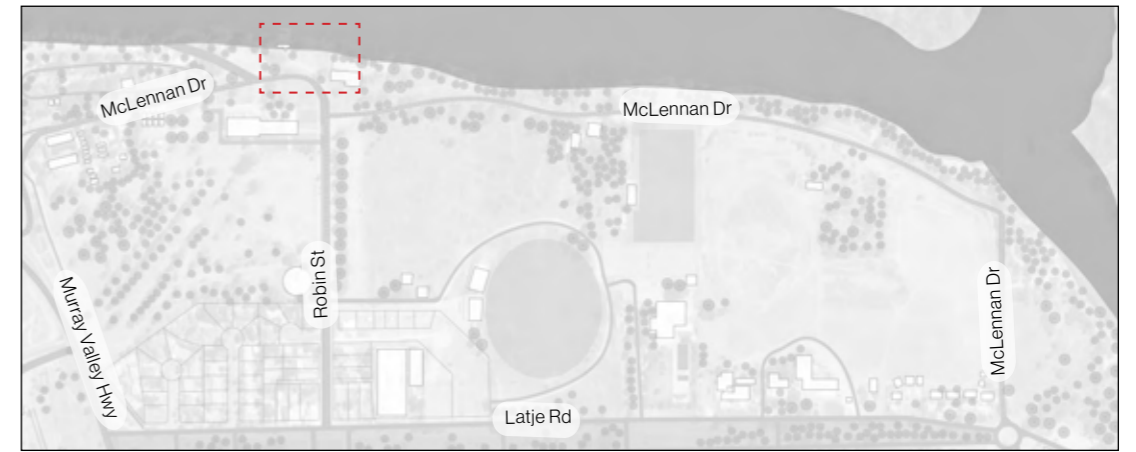 McLennan Dr
McLennan Dr
Robin St
Murray Valley Hwy
McLennan Dr
Latje Rd